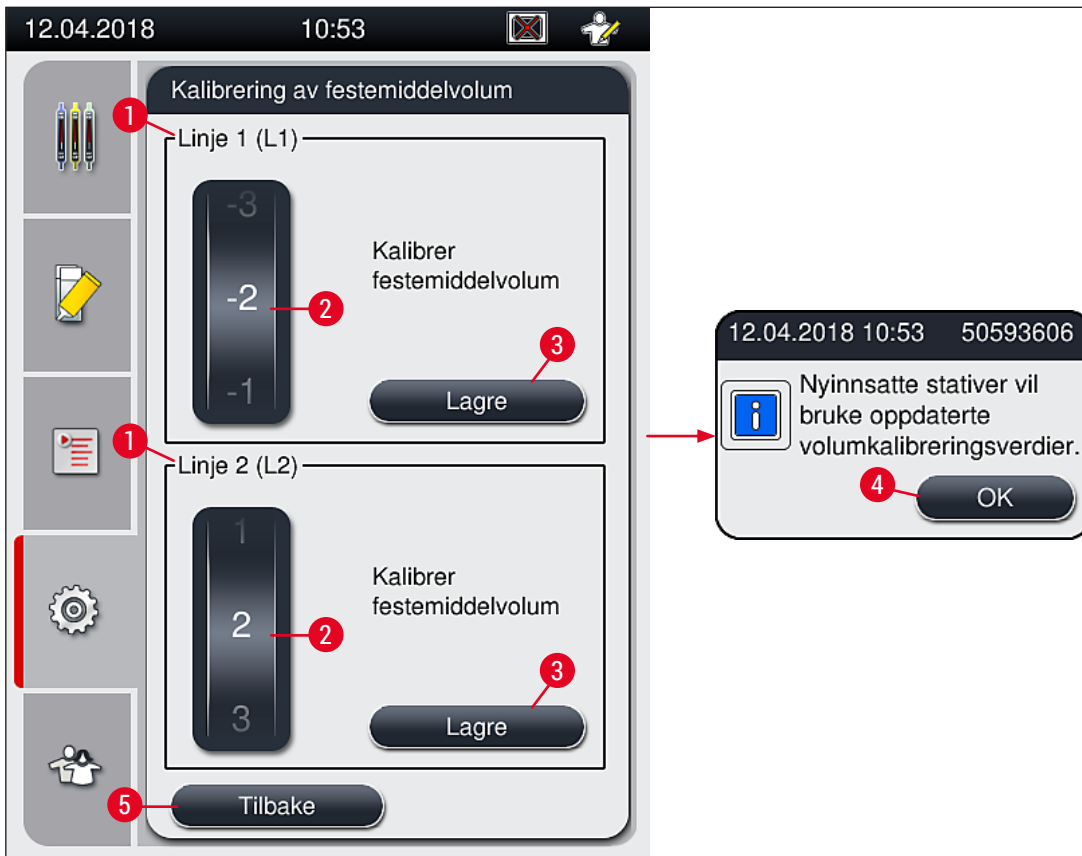 12.04.2018 10:53
Kalibrering av festemiddelvolum
1
Linje 1 (L1)
-3
-2
-1
2
Kalibrer
festemiddelvolum
3
Lagre
1
Linje 2 (L2)
1
2
3
2
Kalibrer
festemiddelvolum
3
Lagre
5
Tilbake
12.04.2018 10:53 50593606
i
Nyinnsatte stativer vil
bruke oppdaterte
volumkalibreringsverdier.
4
OK